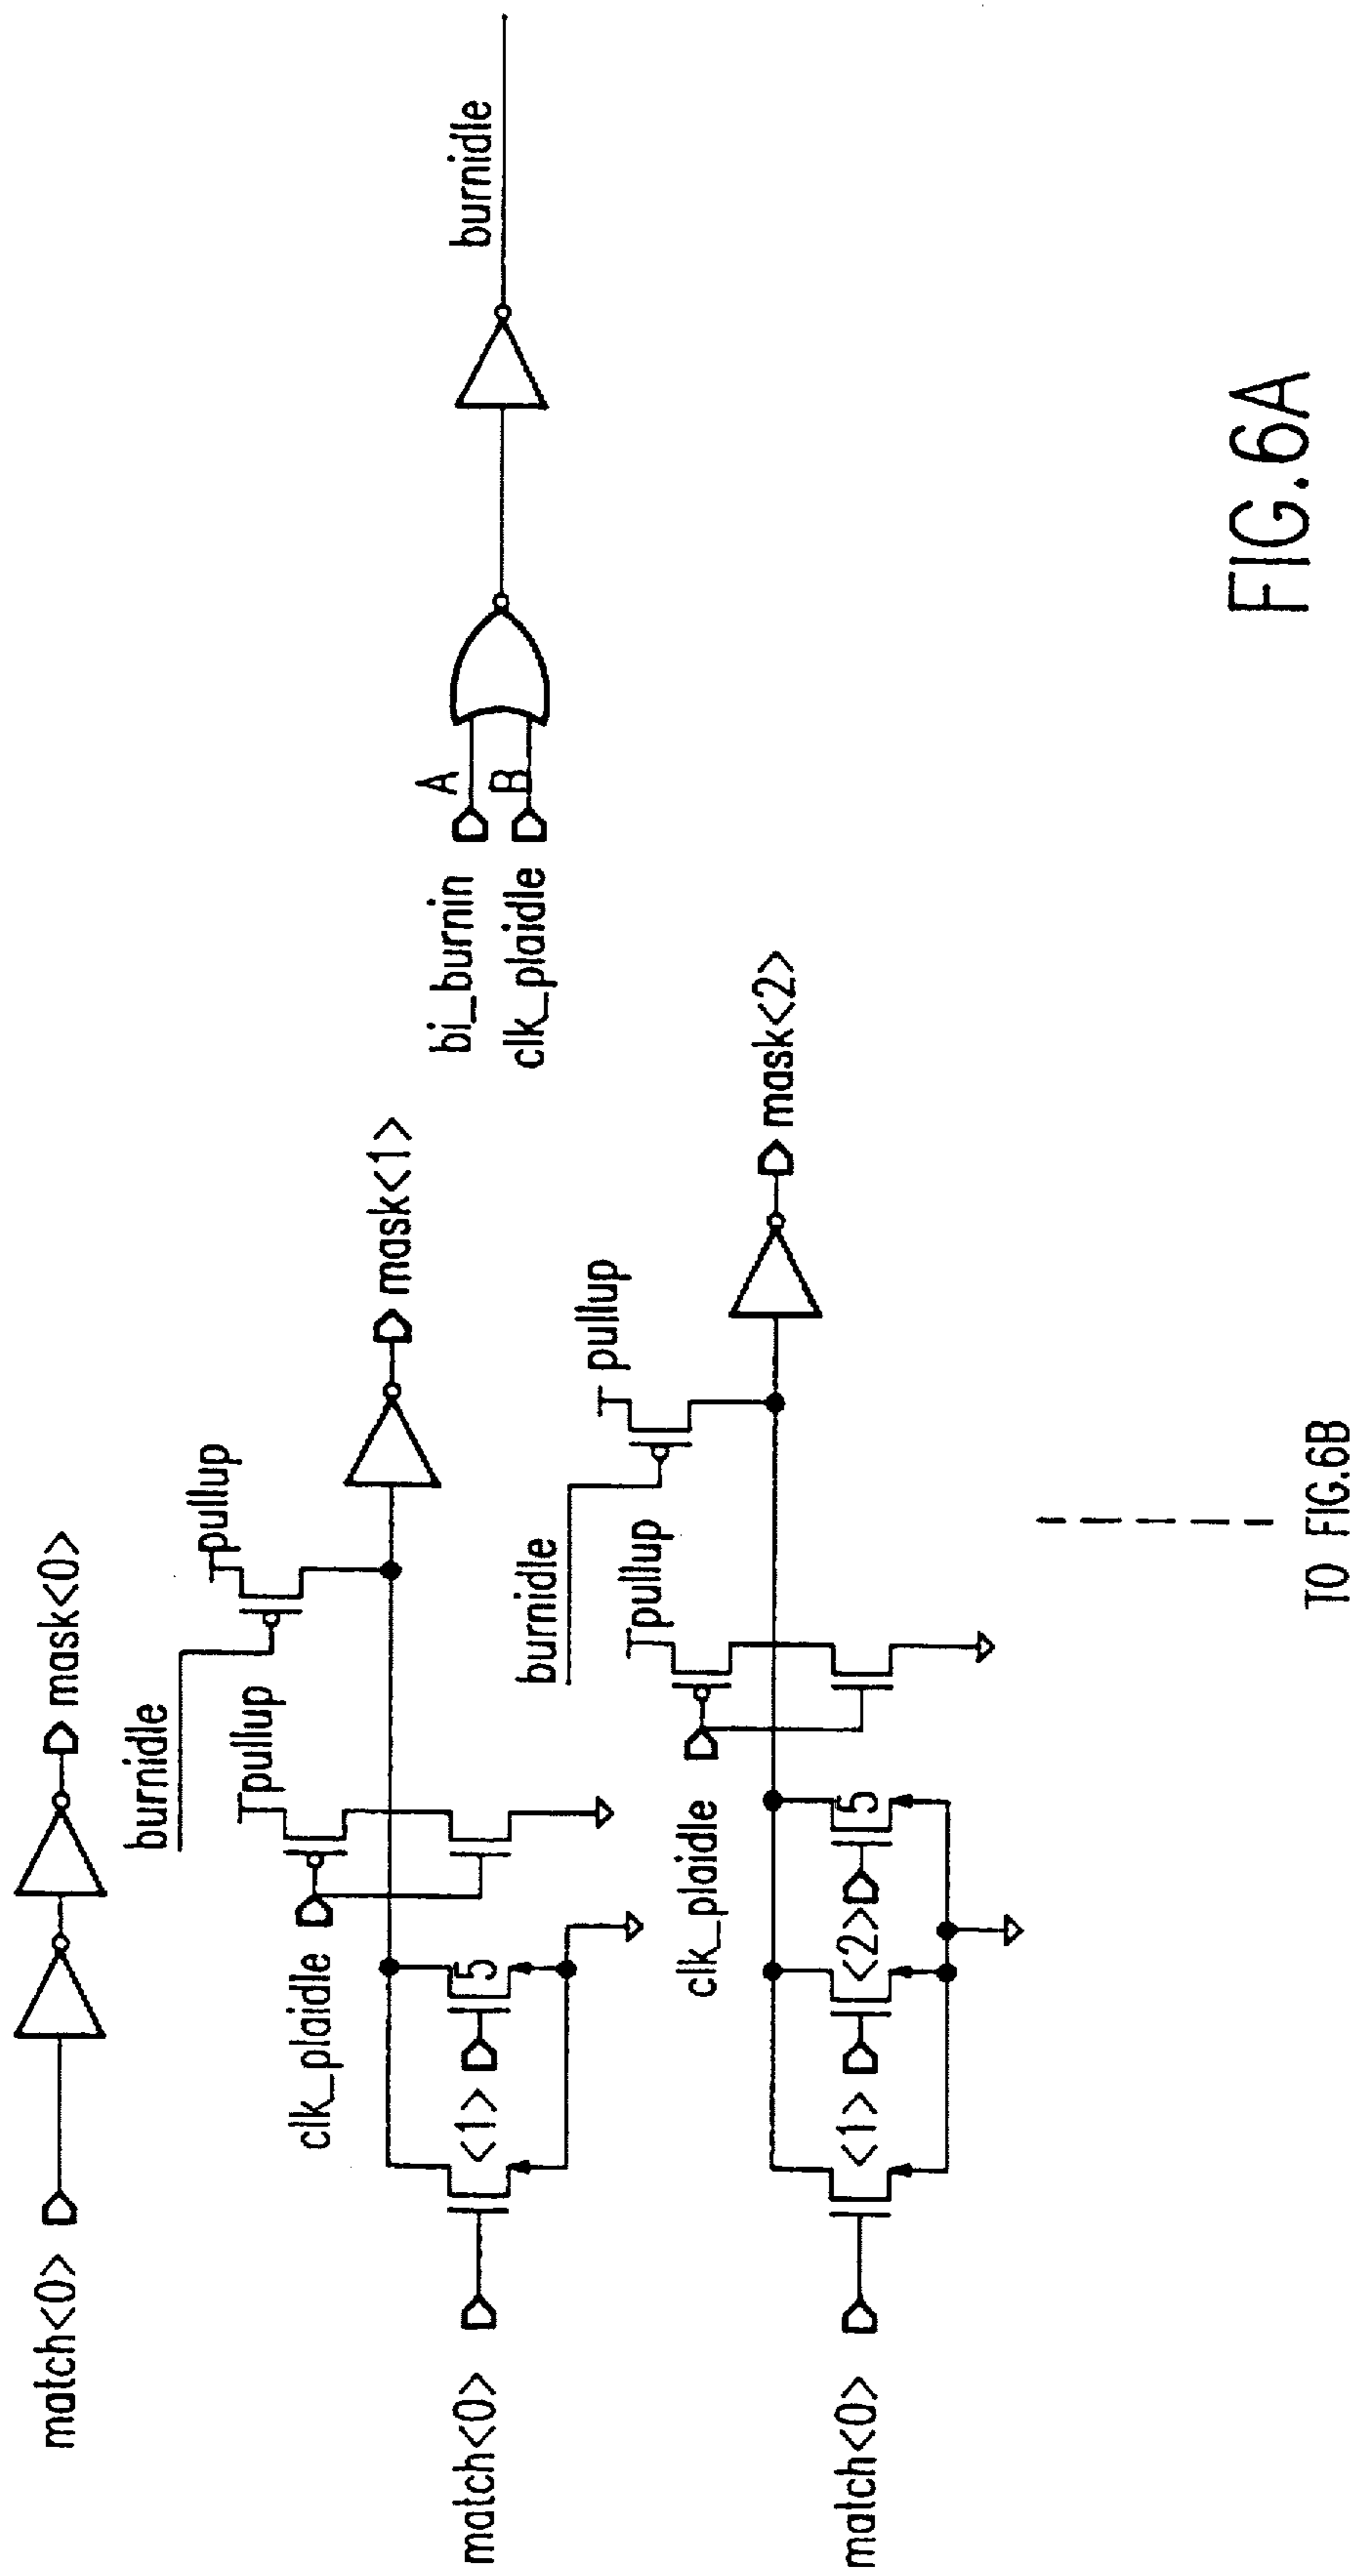 match<0>
mask<0>
burnidle
pullup
pullup
clk_plaidle
match<0>
<1>
5
mask<1>
burnidle
pullup
pullup
clk_plaidle
match<0>
<1>
<2>
5
mask<2>
bi_burnin
A
clk_plaidle
B
burnidle
TO FIG.6B
FIG.6A